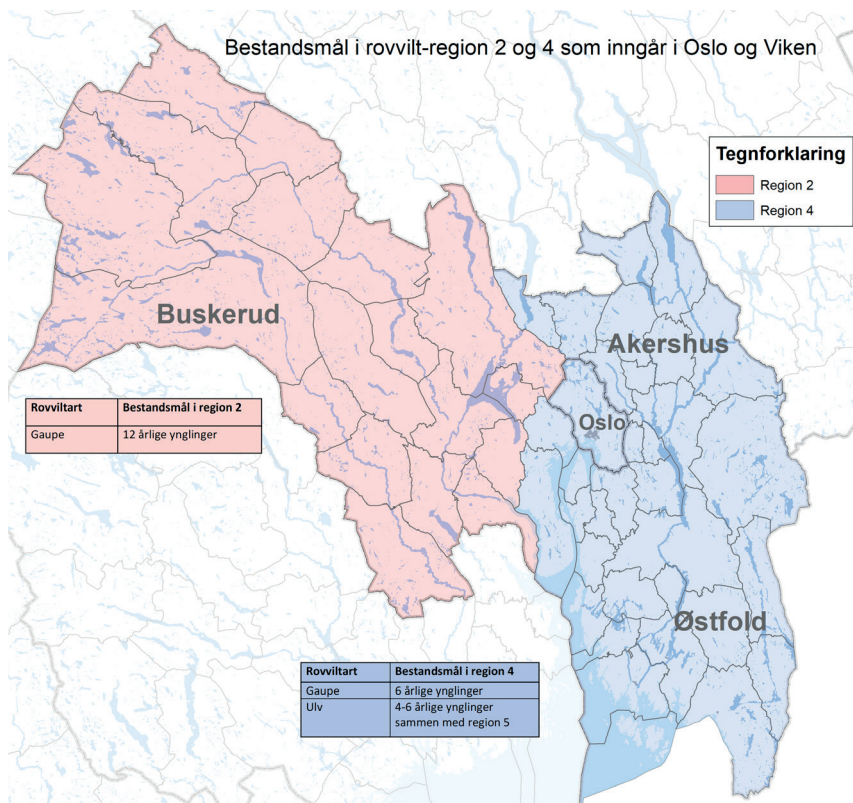 Bestandsmål i rovvilt-region 2 og 4 som inngår i Oslo og Viken
Tegnforklaring
Region 2
Region 4
Buskerud
Akershus
Oslo
Østfold
Rovviltart Bestandsmål i region 2
Gaupe 12 årlige ynglinger
Rovviltart Bestandsmål i region 4
Gaupe 6 årlige ynglinger
Ulv 4-6 årlige ynglinger
sammen med region 5